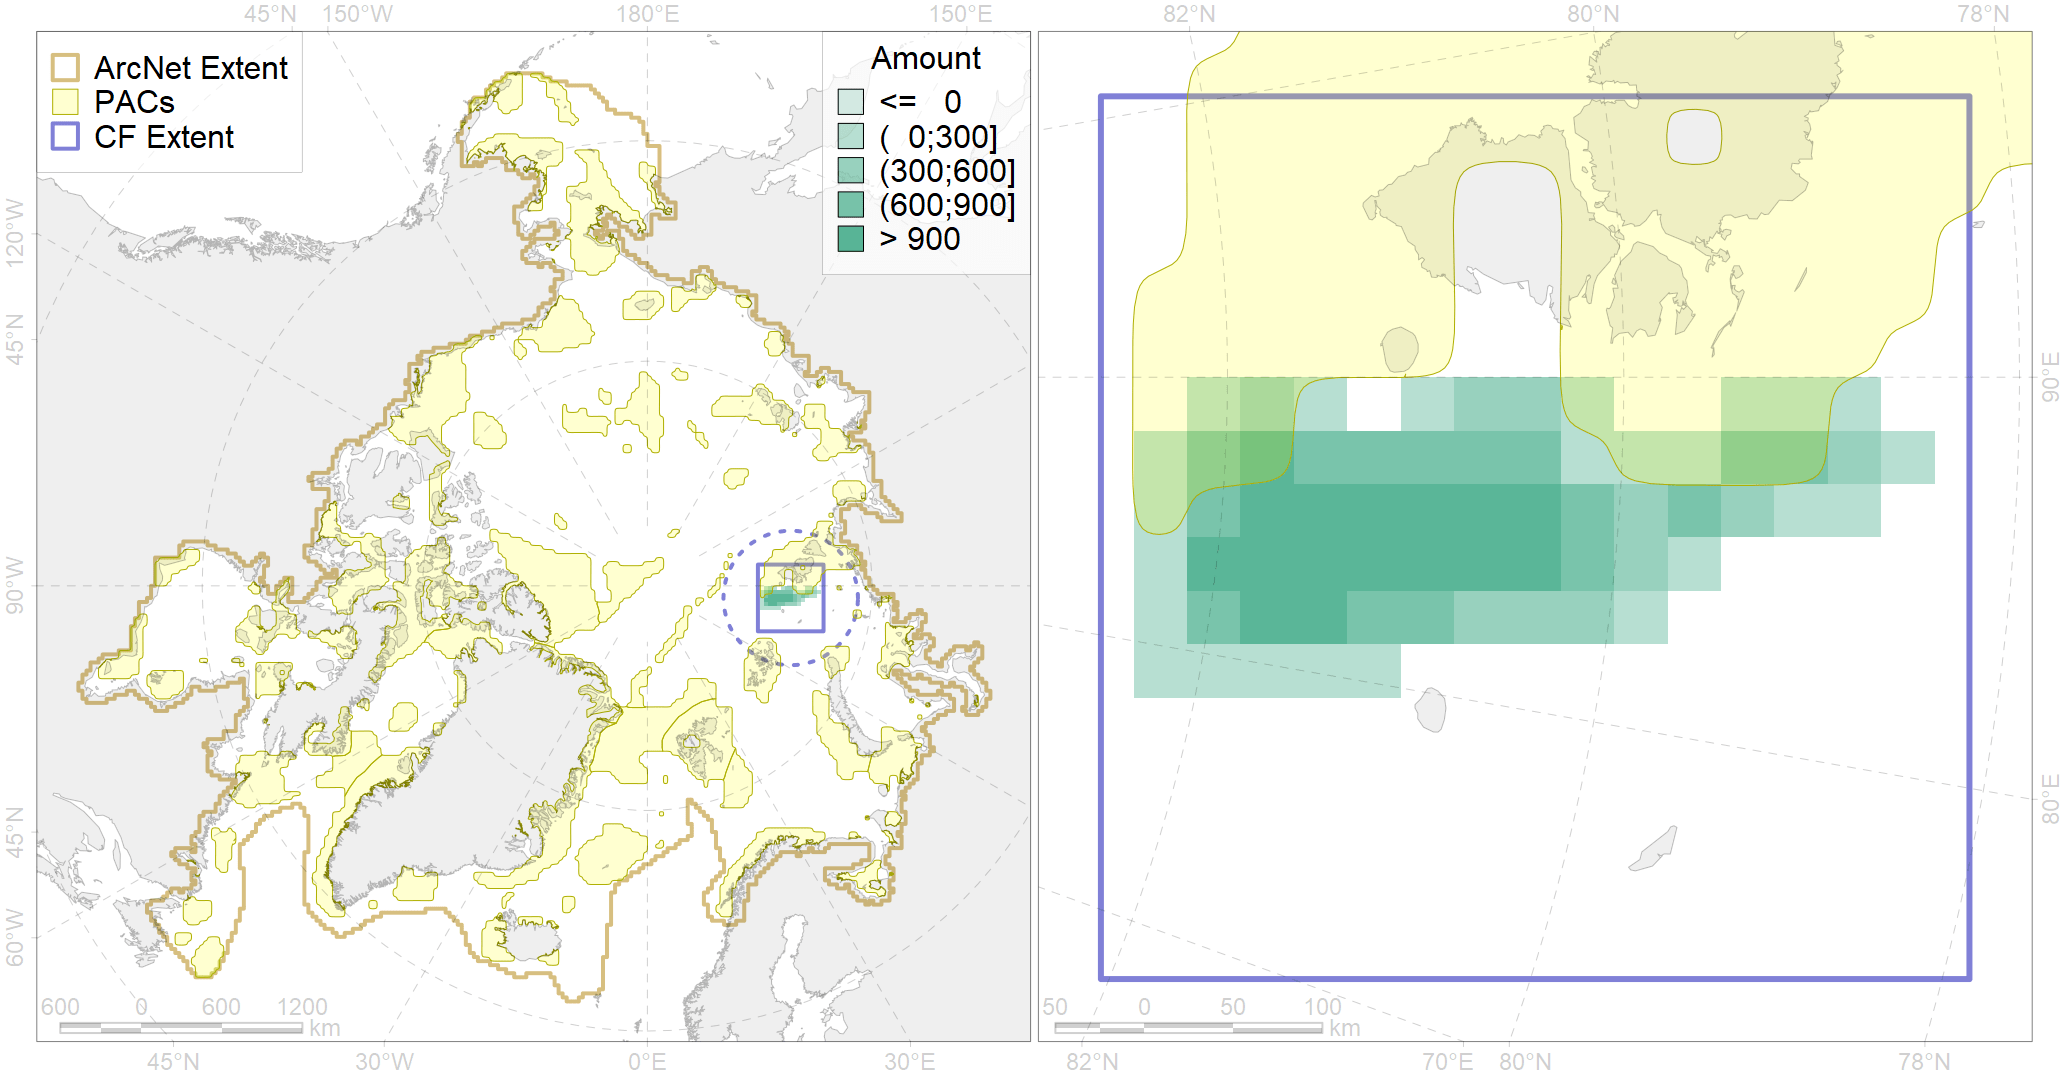 45°N 150°W 180°E 150°E 82°N 80°N 78°N
ArcNet Extent
PACs
CF Extent
Amount
<= 0
( 0;300]
(300;600]
(600;900]
> 900
120°W
45°N
90°W
45°N
60°W
90°E
80°E
600 0 600 1200
km
50 0 50 100
km
45°N 30°W 0°E 30°E 82°N 70°E 80°N 78°N